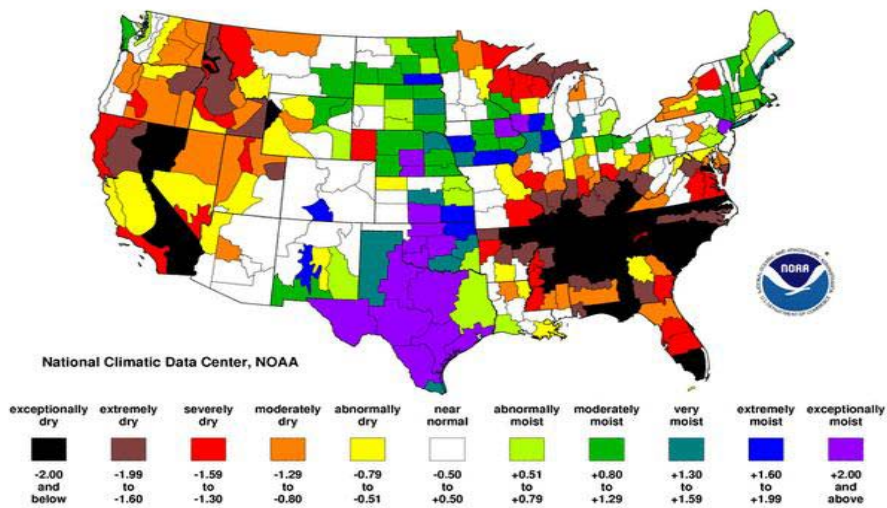 NOAA
National Climatic Data Center, NOAA
exceptionally extremely severely moderately abnormally near abnormally moderately very extremely exceptionally
dry dry dry dry dry normal moist moist moist moist moist
-2.00 -1.99 -1.59 -1.29 -0.79 -0.50 +0.51 +0.80 +1.30 +1.60 +2.00
and to to to to to to to to to and
below -1.60 -1.30 -0.80 -0.51 +0.50 +0.79 +1.29 +1.59 +1.99 above